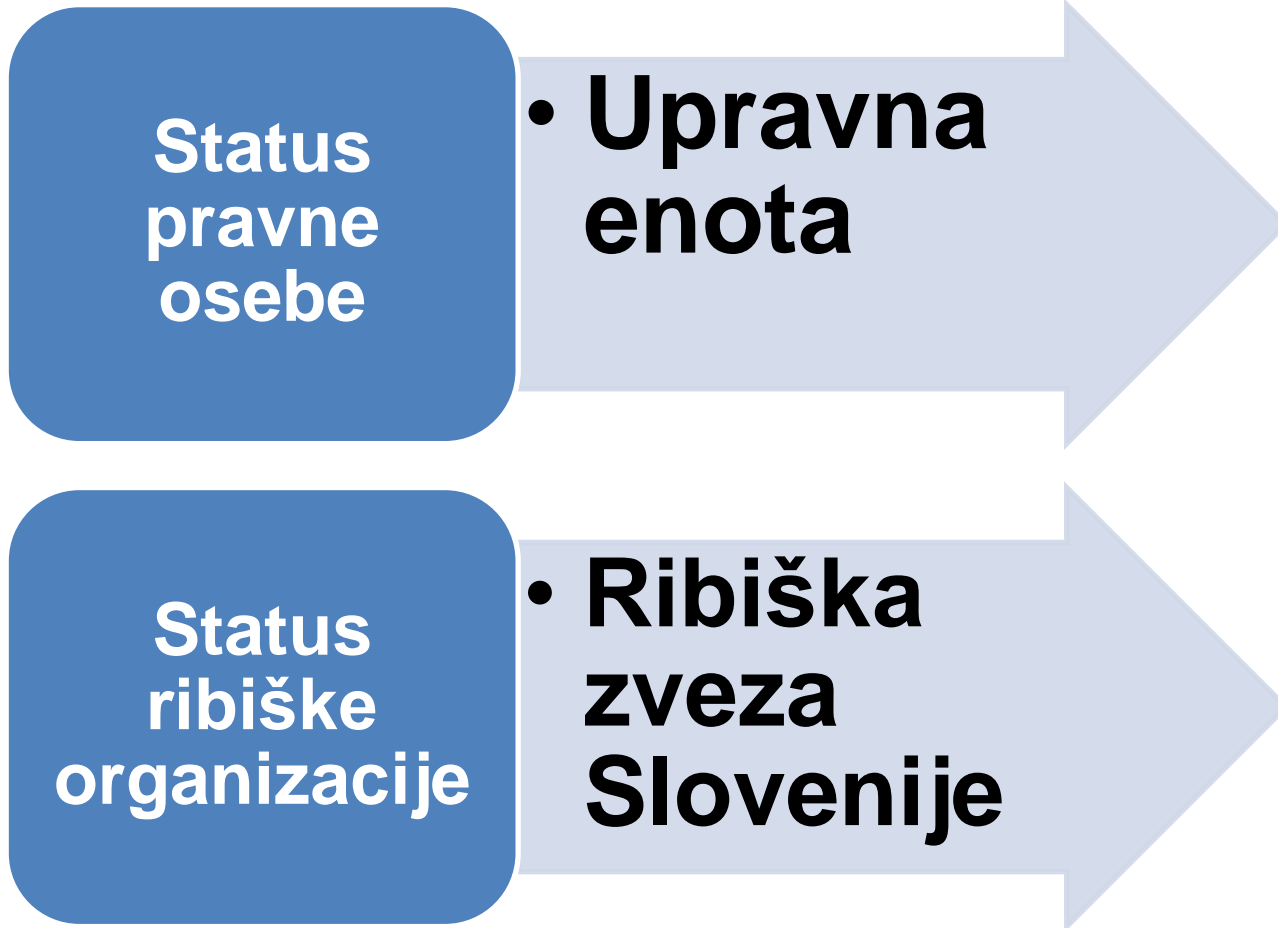 Status
pravne
osebe
• Upravna
enota
Status
ribiške
organizacije
• Ribiška
zveza
Slovenije